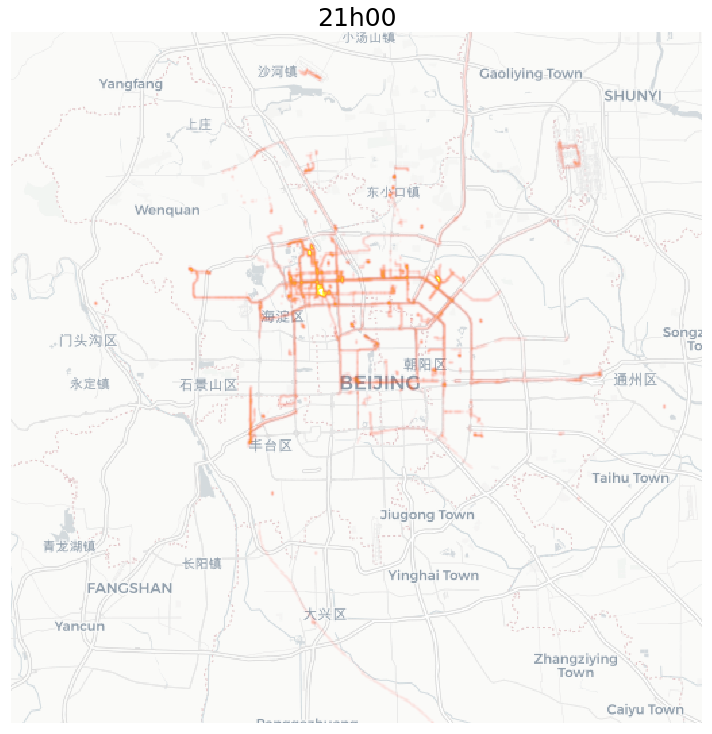 21h00
小汤山镇
沙河镇
Gaoliying Town
Yangfang
SHUNYI
上庄
东小口镇
Wenquan
海淀区
门头沟区
朝阳区
BEIJING
石景山区
永定镇
通州区
丰台区
Taihu Town
Jiugong Town
青龙湖镇
长阳镇
Yinghai Town
FANGSHAN
大兴区
Yancun
Zhangziying
Town
Caiyu Town